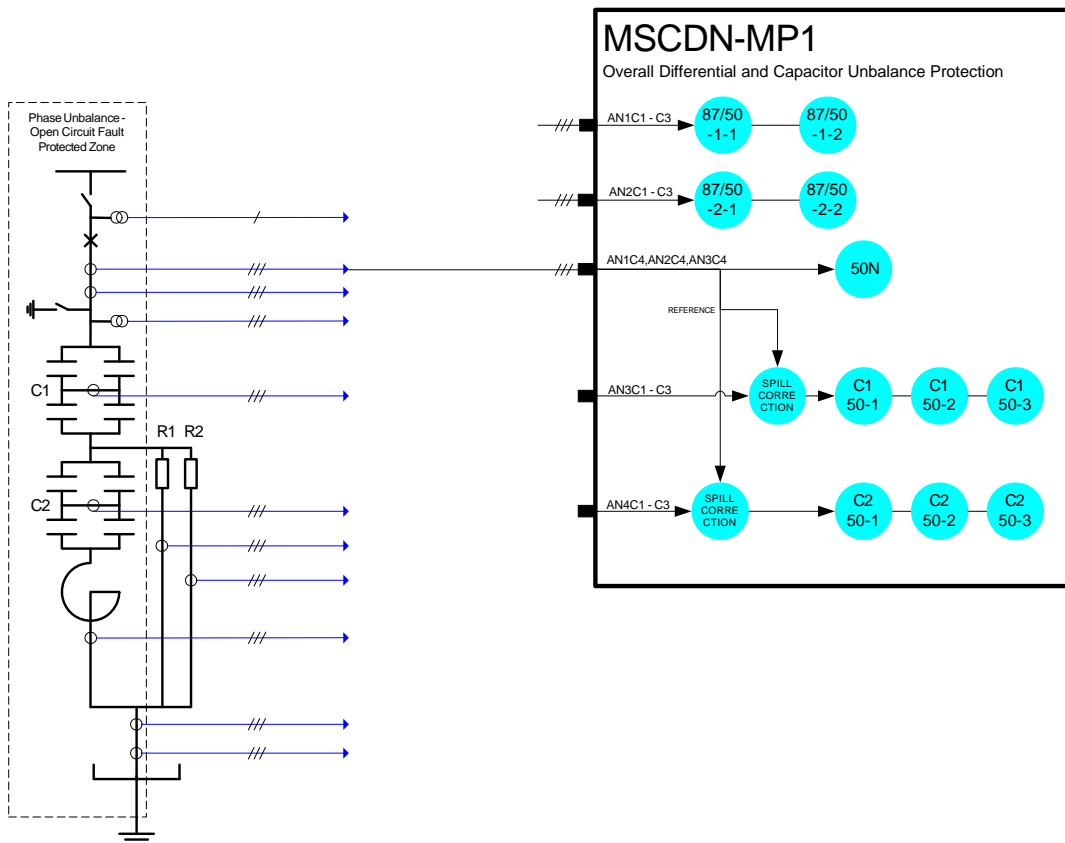 MSCDN-MP1
Overall Differential and Capacitor Unbalance Protection
Phase Unbalance -
Open Circuit Fault
Protected Zone
AN1C1 - C3
87/50
-1-1
87/50
-1-2
AN2C1 - C3
87/50
-2-1
87/50
-2-2
AN1C4,AN2C4,AN3C4
50N
REFERENCE
C1
AN3C1 - C3
SPILL
CORRE
CTION
C1
50-1
C1
50-2
C1
50-3
R1 R2
C2
AN4C1 - C3
SPILL
CORRE
CTION
C2
50-1
C2
50-2
C2
50-3